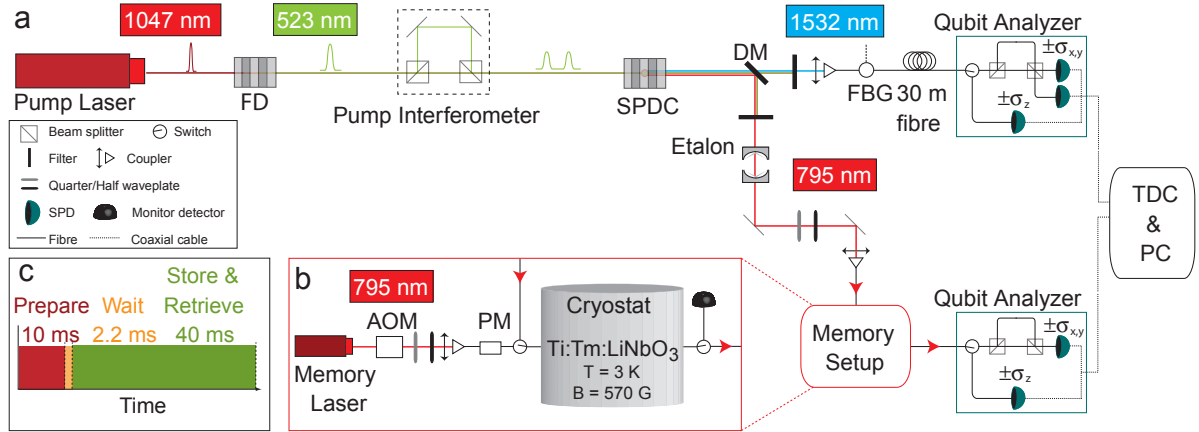 a
1047 nm
523 nm
1532 nm
Qubit Analyzer
±σx,y
±σz
DM
Pump Laser
FD
Pump Interferometer
SPDC
FBG
30 m
fibre
Beam splitter
Switch
Filter
Coupler
Quarter/Half waveplate
SPD
Monitor detector
Fibre
Coaxial cable
Etalon
795 nm
TDC
&
PC
c
Store &
Prepare Wait Retrieve
10 ms 2.2 ms 40 ms
Time
b
795 nm
AOM
PM
Cryostat
Ti:Tm:LiNbO₃
T = 3 K
B = 570 G
Memory
Laser
Memory
Setup
Qubit Analyzer
±σx,y
±σz